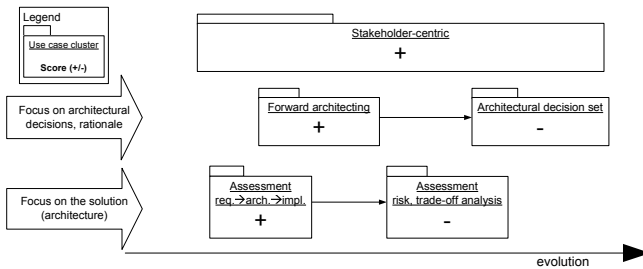 Legend
Use case cluster
Score (+/-)
Stakeholder-centric
+
Focus on architectural
decisions, rationale
Forward architecting
+
Architectural decision set
-
Focus on the solution
(architecture)
Assessment
req.→arch.→impl.
+
Assessment
risk, trade-off analysis
-
evolution